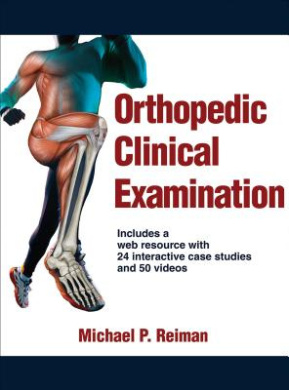 Orthopedic
Clinical
Examination
Includes a
web resource with
24 interactive case studies
and 50 videos
Michael P. Reiman